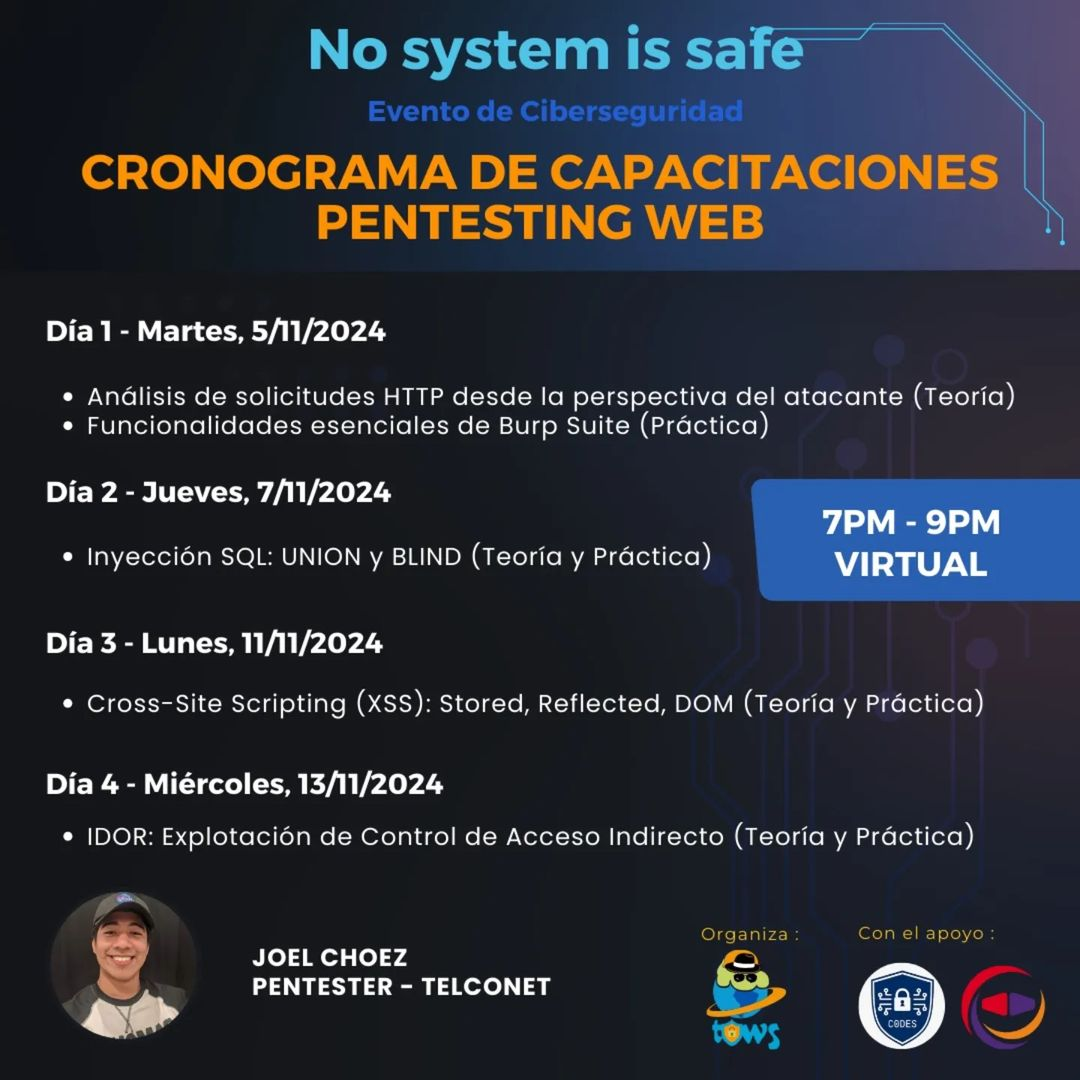 No system is safe
Evento de Ciberseguridad
CRONOGRAMA DE CAPACITACIONES
PENTESTING WEB
Día 1 - Martes, 5/11/2024
• Análisis de solicitudes HTTP desde la perspectiva del atacante (Teoría)
• Funcionalidades esenciales de Burp Suite (Práctica)
Día 2 - Jueves, 7/11/2024
• Inyección SQL: UNION y BLIND (Teoría y Práctica)
7PM - 9PM
VIRTUAL
Día 3 - Lunes, 11/11/2024
• Cross-Site Scripting (XSS): Stored, Reflected, DOM (Teoría y Práctica)
Día 4 - Miércoles, 13/11/2024
• IDOR: Explotación de Control de Acceso Indirecto (Teoría y Práctica)
JOEL CHOEZ
PENTESTER - TELCONET
Organiza :
tows
Con el apoyo :
C0DES